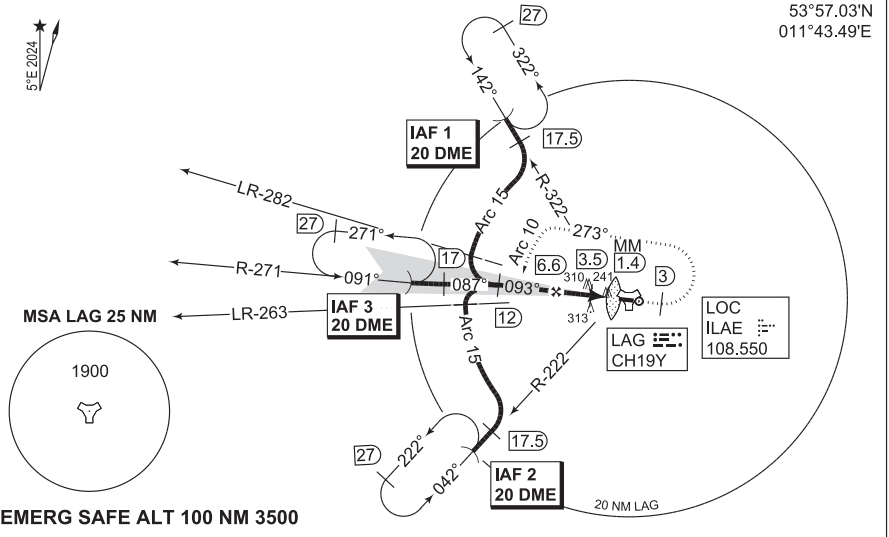 53°57.03'N
011°43.49'E
5°E 2024
27
322°
142°
IAF 1
20 DME
17.5
R-322
Arc 15
LR-282
27
271°
Arc 10
273°
MM
17
6.6
3.5
1.4
310
241
3
R-271
091°
087°
093°
IAF 3
20 DME
313
LR-263
12
LOC
ILAE
108.550
LAG
CH19Y
MSA LAG 25 NM
1900
Arc 15
R-222
17.5
27
222°
042°
IAF 2
20 DME
20 NM LAG
EMERG SAFE ALT 100 NM 3500